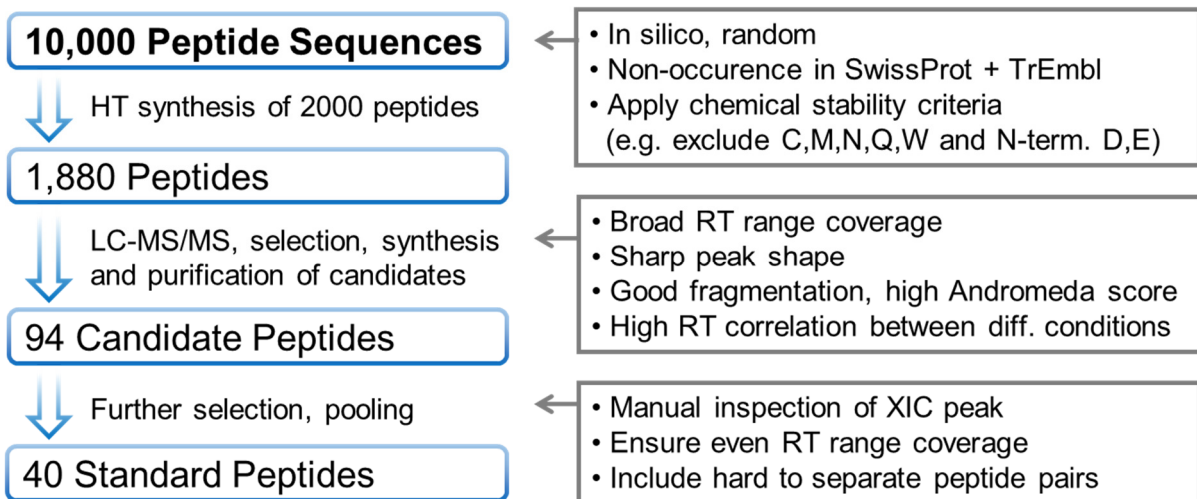 10,000 Peptide Sequences
• In silico, random
• Non-occurence in SwissProt + TrEmbl
• Apply chemical stability criteria
(e.g. exclude C,M,N,Q,W and N-term. D,E)
HT synthesis of 2000 peptides
1,880 Peptides
LC-MS/MS, selection, synthesis
and purification of candidates
• Broad RT range coverage
• Sharp peak shape
• Good fragmentation, high Andromeda score
• High RT correlation between diff. conditions
94 Candidate Peptides
Further selection, pooling
• Manual inspection of XIC peak
• Ensure even RT range coverage
• Include hard to separate peptide pairs
40 Standard Peptides